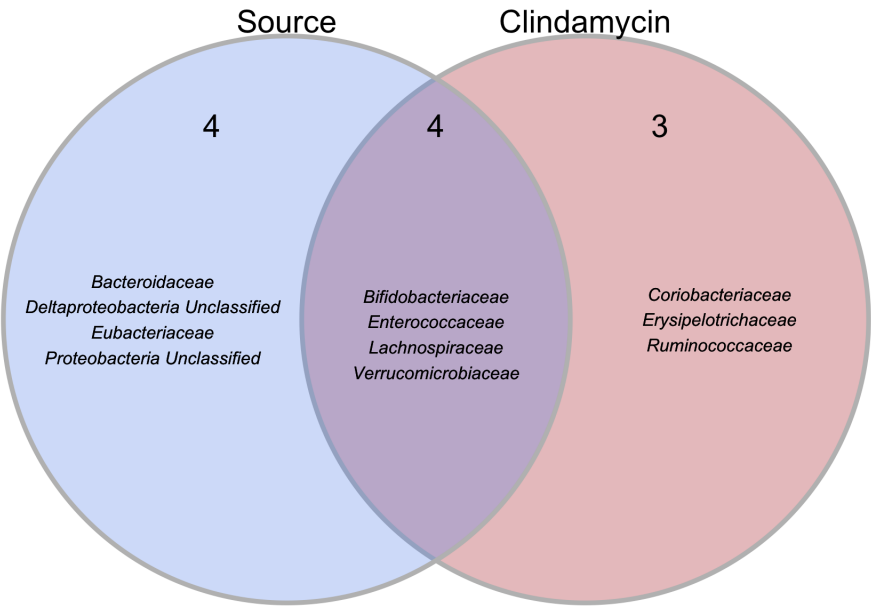 Source
Clindamycin
4
4
3
Bacteroidaceae
Deltaproteobacteria Unclassified
Eubacteriaceae
Proteobacteria Unclassified
Bifidobacteriaceae
Enterococcaceae
Lachnospiraceae
Verrucomicrobiaceae
Coriobacteriaceae
Erysipelotrichaceae
Ruminococcaceae